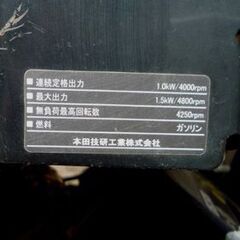 連続定格出力 1.0kW/4000rpm
最大出力 1.5kW/4800rpm
無負荷最高回転数 4250rpm
燃料 ガソリン
本田技研工業株式会社